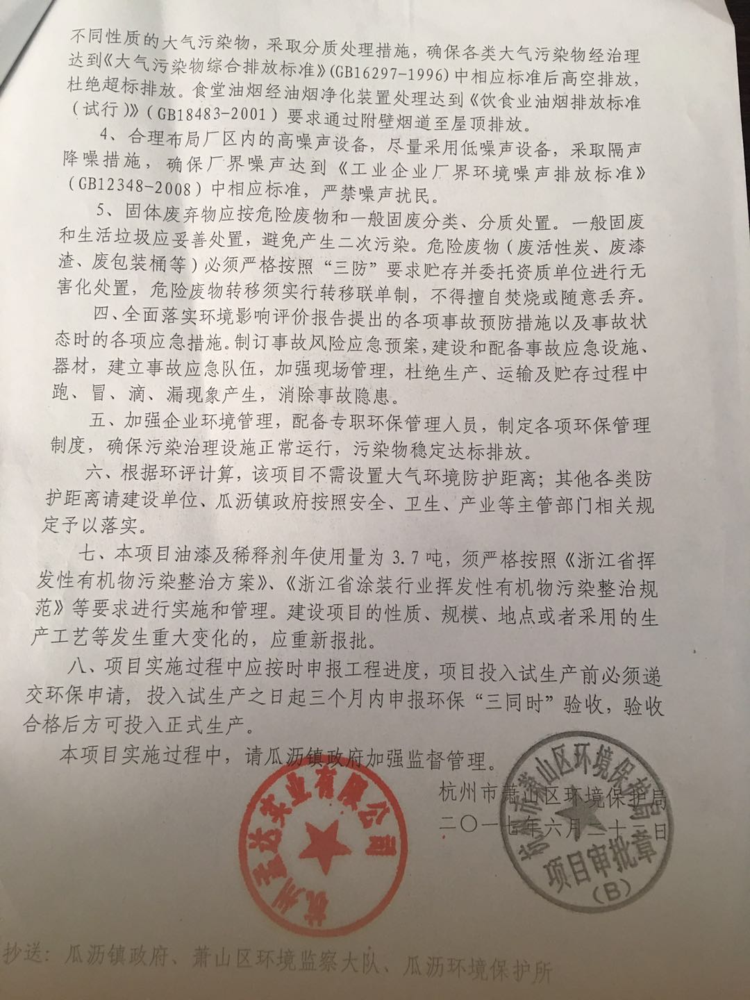 不同性质的大气污染物，采取分质处理措施，确保各类大气污染物经治理
达到《大气污染物综合排放标准》(GB16297-1996)中相应标准后高空排放，
杜绝超标排放。食堂油烟经油烟净化装置处理达到《饮食业油烟排放标准
（试行）》（GB18483-2001）要求通过附壁烟道至屋顶排放。
4、合理布局厂区内的高噪声设备，尽量采用低噪声设备，采取隔声
降噪措施，确保厂界噪声达到《工业企业厂界环境噪声排放标准》
（GB12348-2008）中相应标准，严禁噪声扰民。
5、固体废弃物应按危险废物和一般固废分类、分质处置。一般固废
和生活垃圾应妥善处置，避免产生二次污染。危险废物（废活性炭、废漆
渣、废包装桶等）必须严格按照“三防”要求贮存并委托资质单位进行无
害化处置，危险废物转移须实行转移联单制，不得擅自焚烧或随意丢弃。
四、全面落实环境影响评价报告提出的各项事故预防措施以及事故状
态时的各项应急措施。制订事故风险应急预案，建设和配备事故应急设施、
器材，建立事故应急队伍，加强现场管理，杜绝生产、运输及贮存过程中
跑、冒、滴、漏现象产生，消除事故隐患。
五、加强企业环境管理，配备专职环保管理人员，制定各项环保管理
制度，确保污染治理设施正常运行，污染物稳定达标排放。
六、根据环评计算，该项目不需设置大气环境防护距离；其他各类防
护距离请建设单位、瓜沥镇政府按照安全、卫生、产业等主管部门相关规
定予以落实。
七、本项目油漆及稀释剂年使用量为3.7吨，须严格按照《浙江省挥
发性有机物污染整治方案》、《浙江省涂装行业挥发性有机物污染整治规
范》等要求进行实施和管理。建设项目的性质、规模、地点或者采用的生
产工艺等发生重大变化的，应重新报批。
八、项目实施过程中应按时申报工程进度，项目投入试生产前必须递
交环保申请，投入试生产之日起三个月内申报环保“三同时”验收，验收
合格后方可投入正式生产。
本项目实施过程中，请瓜沥镇政府加强监督管理。
杭州市萧山区环境保护局
二〇一七年六月二十三日
杭州市萧山区环境保护局
项目审批章
（B）
杭州孟达实业有限公司
抄送：瓜沥镇政府、萧山区环境监察大队、瓜沥环境保护所